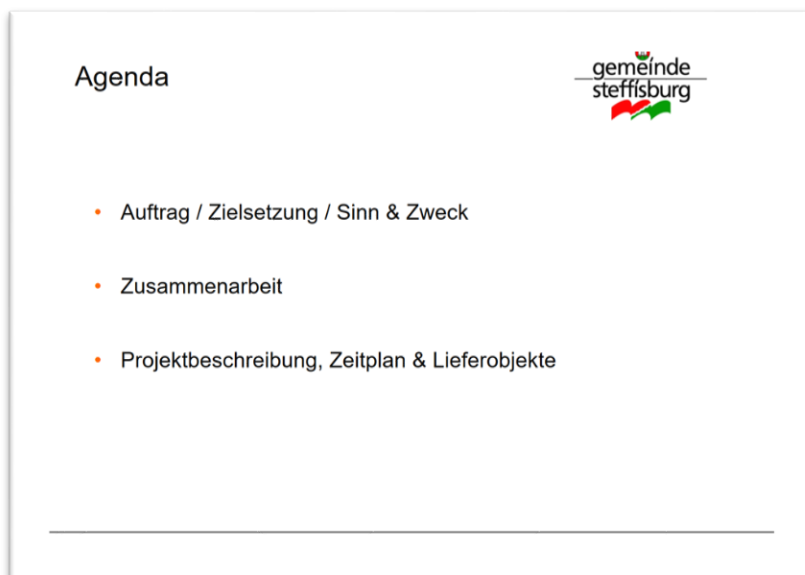 Agenda
gemeinde
steffisburg
• Auftrag / Zielsetzung / Sinn & Zweck
• Zusammenarbeit
• Projektbeschreibung, Zeitplan & Lieferobjekte